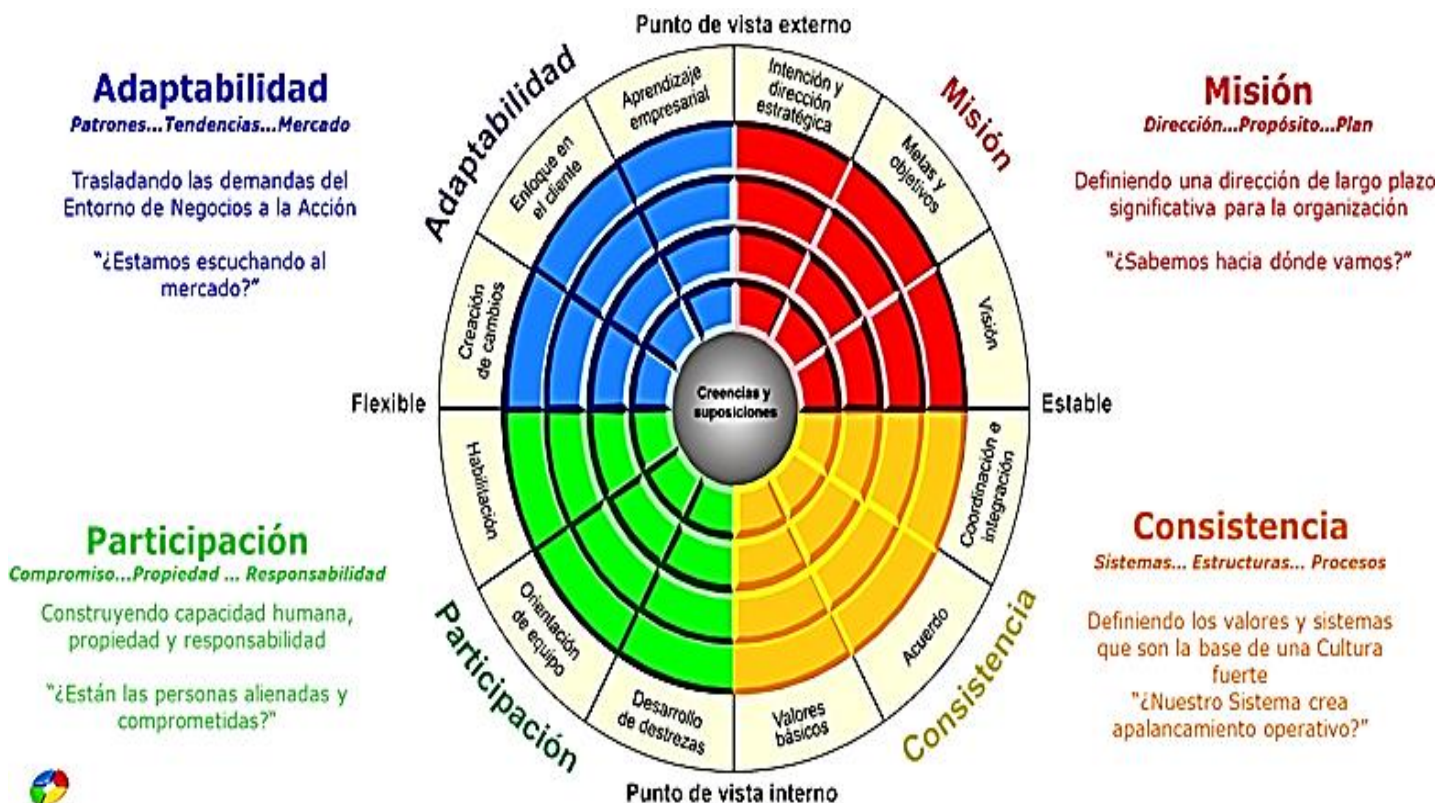 Punto de vista externo
Adaptabilidad
Patrones...Tendencias...Mercado
Trasladando las demandas del
Entorno de Negocios a la Acción
"¿Estamos escuchando al
mercado?"
Adaptabilidad
Misión
Misión
Dirección...Propósito...Plan
Definiendo una dirección de largo plazo
significativa para la organización
"¿Sabemos hacia dónde vamos?"
Creación
de cambios
Enfoque en
el cliente
Aprendizaje
empresarial
Intención y
dirección
estratégica
Metas y
objetivos
Visión
Flexible
Creencias y
suposiciones
Estable
Participación
Compromiso...Propiedad ... Responsabilidad
Construyendo capacidad humana,
propiedad y responsabilidad
"¿Están las personas alienadas y
comprometidas?"
Participación
Habilitación
Orientación
de equipo
Desarrollo
de destrezas
Valores
básicos
Acuerdo
Coordinación e
integración
Consistencia
Consistencia
Sistemas... Estructuras... Procesos
Definiendo los valores y sistemas
que son la base de una Cultura
fuerte
"¿Nuestro Sistema crea
apalancamiento operativo?"
Punto de vista interno